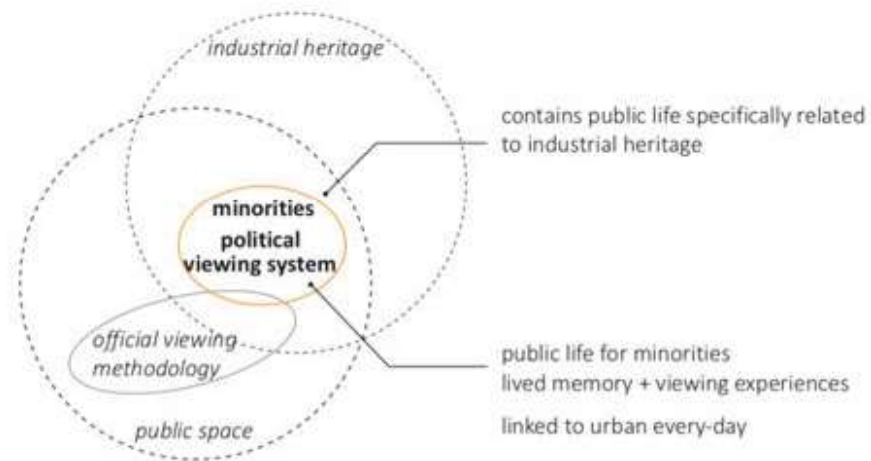 industrial heritage
contains public life specifically related
to industrial heritage
minorities
political
viewing system
official viewing
methodology
public space
public life for minorities
lived memory + viewing experiences
linked to urban every-day